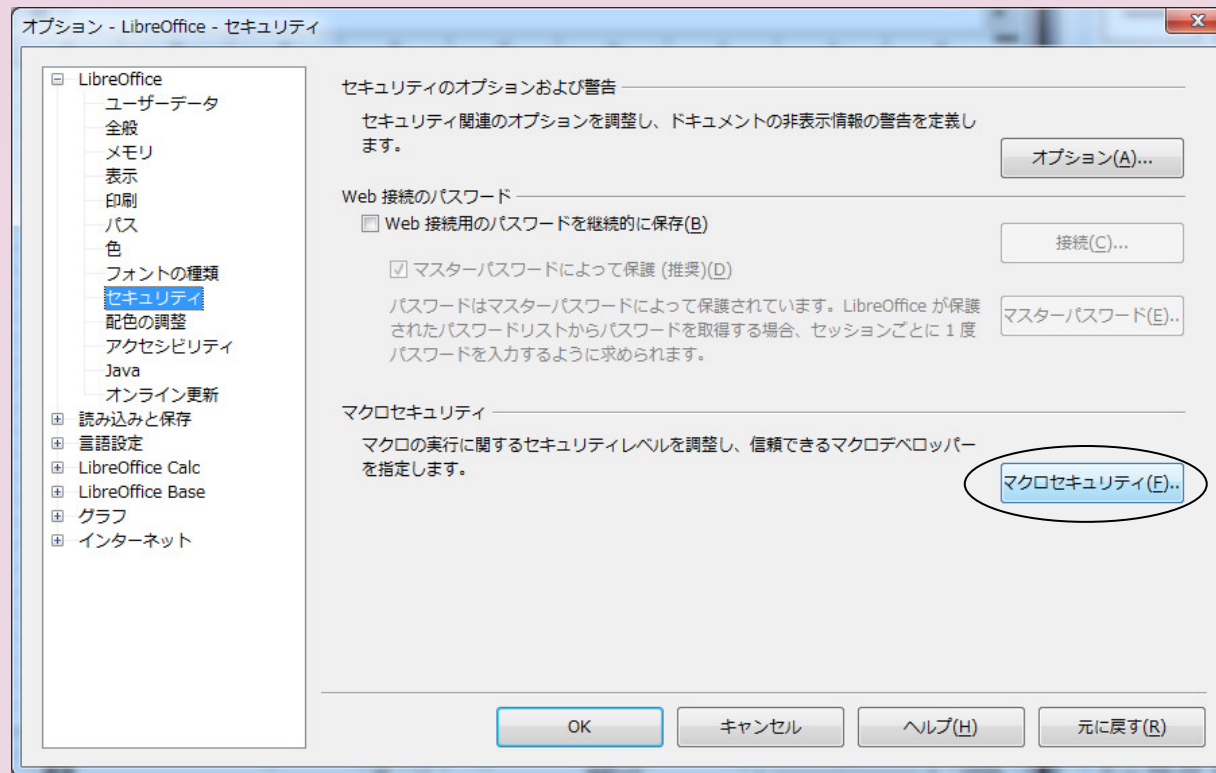 オプション - LibreOffice - セキュリティ
LibreOffice
ユーザーデータ
全般
メモリ
表示
印刷
パス
色
フォントの種類
セキュリティ
配色の調整
アクセシビリティ
Java
オンライン更新
読み込みと保存
言語設定
LibreOffice Calc
LibreOffice Base
グラフ
インターネット
セキュリティのオプションおよび警告
セキュリティ関連のオプションを調整し、ドキュメントの非表示情報の警告を定義し
ます。
オプション(A)...
Web 接続のパスワード
Web 接続用のパスワードを継続的に保存(B)
接続(C)...
マスターパスワードによって保護 (推奨)(D)
パスワードはマスターパスワードによって保護されています。LibreOffice が保護
されたパスワードリストからパスワードを取得する場合、セッションごとに 1 度
パスワードを入力するように求められます。
マスターパスワード(E)..
マクロセキュリティ
マクロの実行に関するセキュリティレベルを調整し、信頼できるマクロデベロッパー
を指定します。
マクロセキュリティ(F)..
OK
キャンセル
ヘルプ(H)
元に戻す(R)